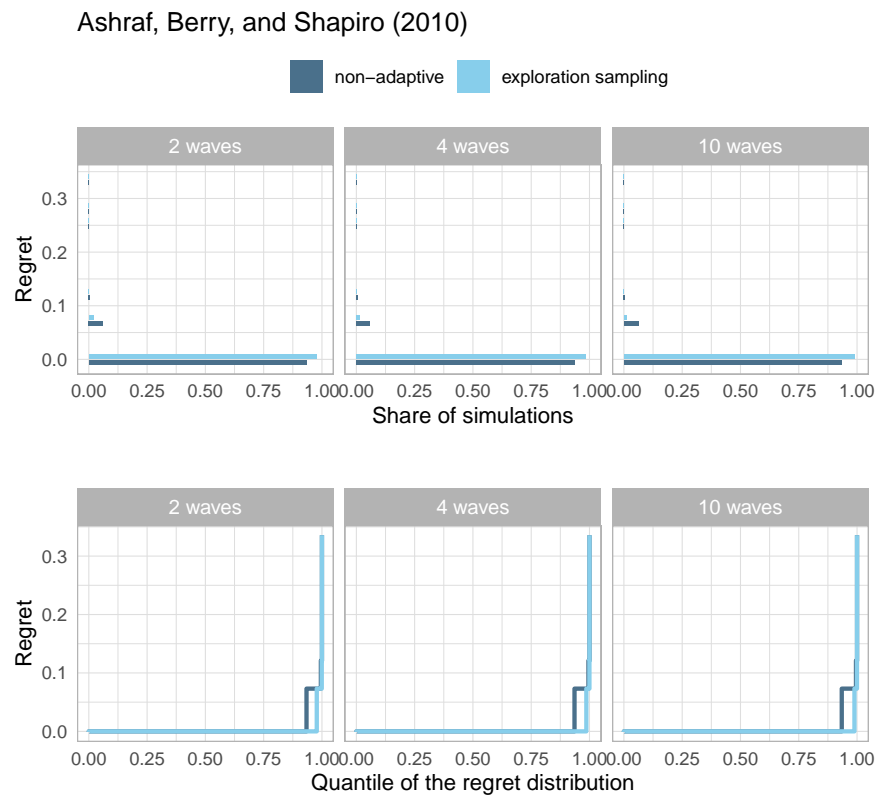 Ashraf, Berry, and Shapiro (2010)
non−adaptive exploration sampling
2 waves 4 waves 10 waves
0.3
0.2
0.1
0.0
Regret
0.00 0.25 0.50 0.75 1.00 0.00 0.25 0.50 0.75 1.00 0.00 0.25 0.50 0.75 1.00
Share of simulations
2 waves 4 waves 10 waves
0.3
0.2
0.1
0.0
Regret
0.00 0.25 0.50 0.75 1.00 0.00 0.25 0.50 0.75 1.00 0.00 0.25 0.50 0.75 1.00
Quantile of the regret distribution